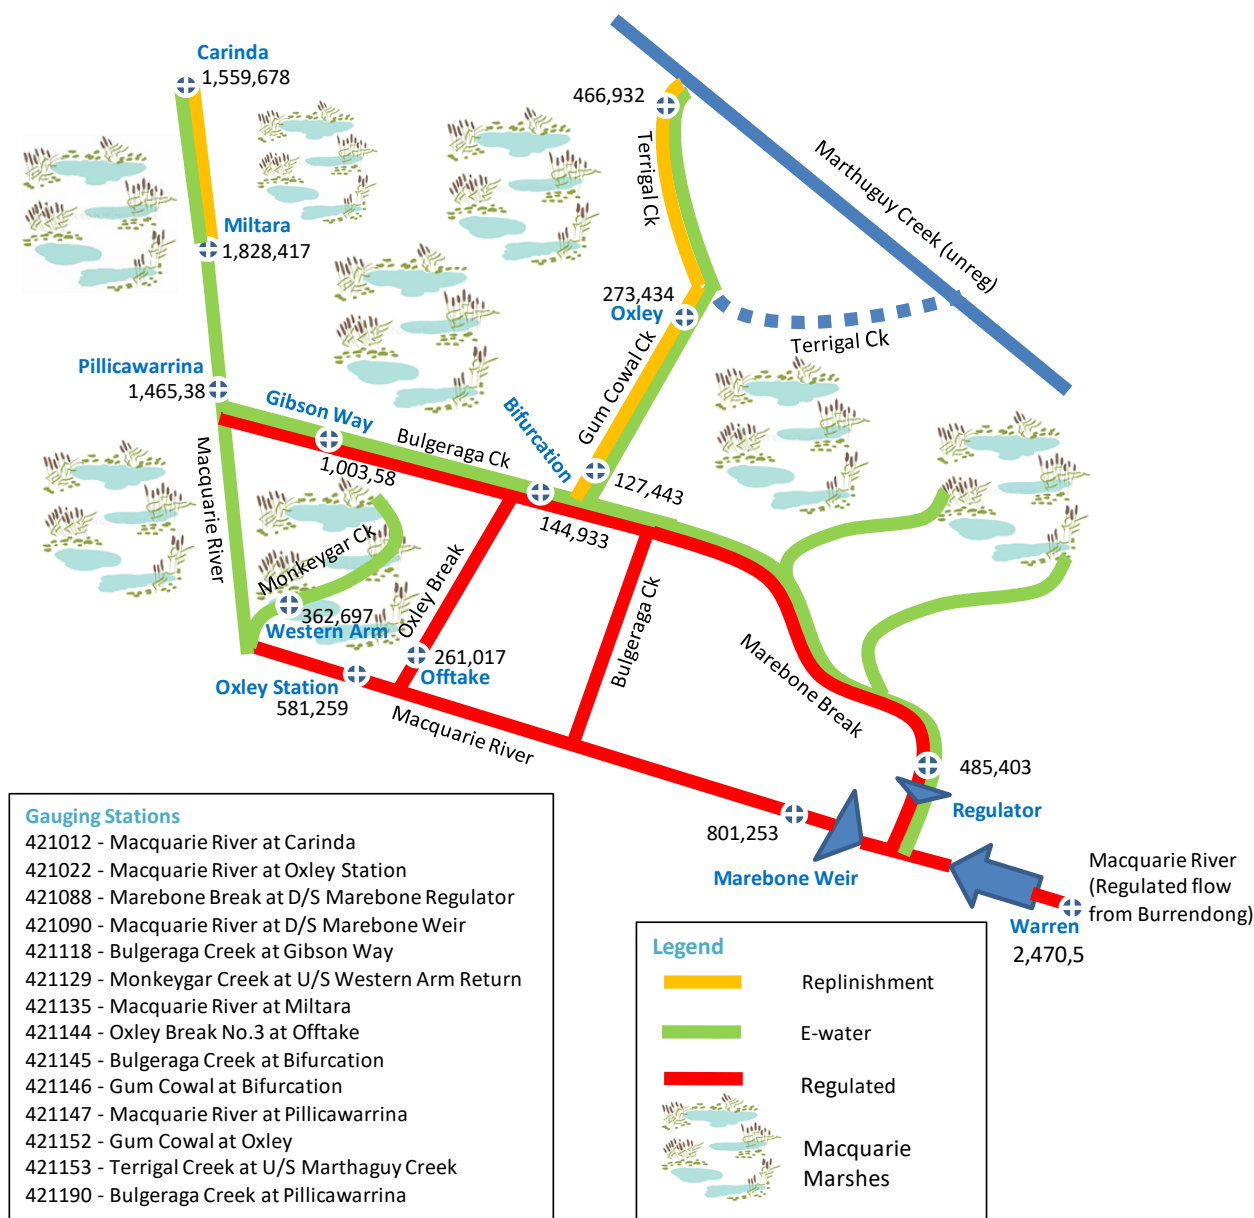 Carinda
1,559,678
466,932
Terrigal Ck
Marthuguy Creek (unreg)
Miltara
1,828,417
273,434
Oxley
Terrigal Ck
Pillicawarrina
1,465,38
Gibson Way
Bulgeraga Ck
1,003,58
Bifurcation
Gum Cowal Ck
127,443
144,933
Macquarie River
Monkeygar Ck
362,697
Western Arm
Oxley Break
261,017
Offtake
Bulgeraga Ck
Marebone Break
Oxley Station
581,259
Macquarie River
485,403
Regulator
801,253
Marebone Weir
Macquarie River
(Regulated flow
from Burrendong)
Warren
2,470,5
Gauging Stations
421012 - Macquarie River at Carinda
421022 - Macquarie River at Oxley Station
421088 - Marebone Break at D/S Marebone Regulator
421090 - Macquarie River at D/S Marebone Weir
421118 - Bulgeraga Creek at Gibson Way
421129 - Monkeygar Creek at U/S Western Arm Return
421135 - Macquarie River at Miltara
421144 - Oxley Break No.3 at Offtake
421145 - Bulgeraga Creek at Bifurcation
421146 - Gum Cowal at Bifurcation
421147 - Macquarie River at Pillicawarrina
421152 - Gum Cowal at Oxley
421153 - Terrigal Creek at U/S Marthaguy Creek
421190 - Bulgeraga Creek at Pillicawarrina
Legend
Replinishment
E-water
Regulated
Macquarie
Marshes